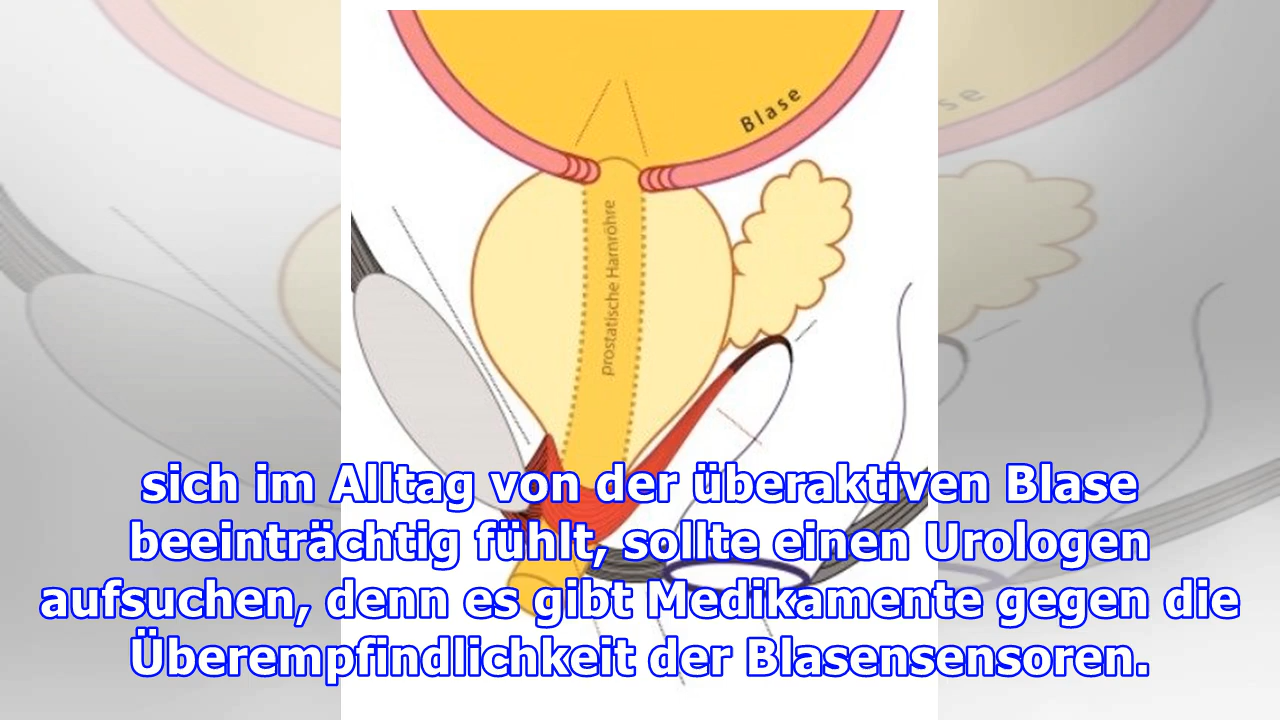 Blase
prostatische Harnröhre
sich im Alltag von der überaktiven Blase
beeinträchtig fühlt, sollte einen Urologen
aufsuchen, denn es gibt Medikamente gegen die
Überempfindlichkeit der Blasensensoren.